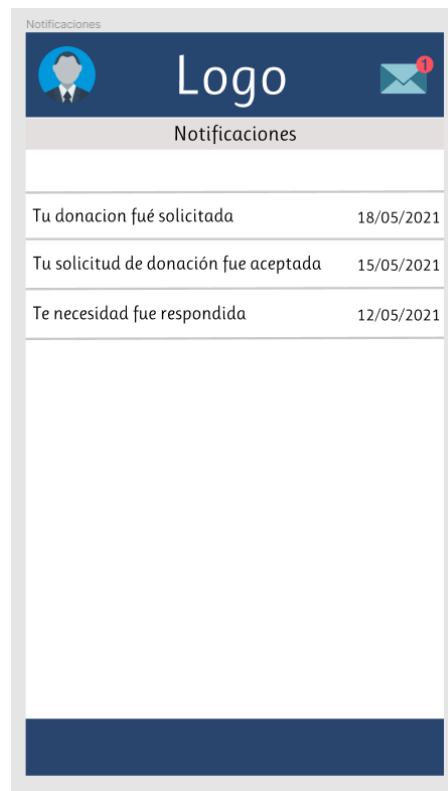 Notificaciones
Logo
1
Notificaciones
Tu donacion fué solicitada 18/05/2021
Tu solicitud de donación fue aceptada 15/05/2021
Te necesidad fue respondida 12/05/2021